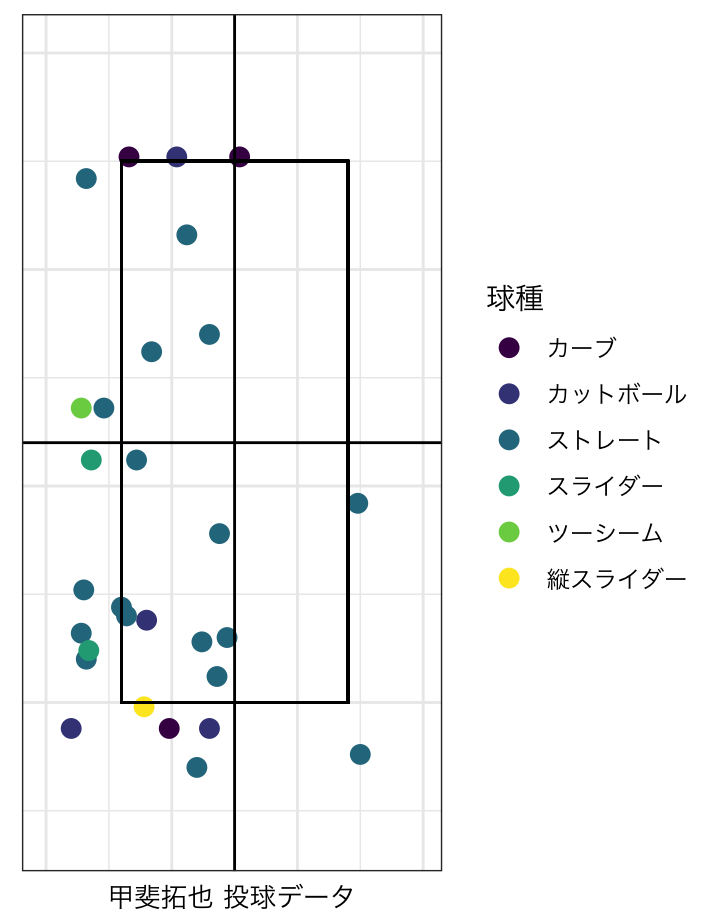 球種
カーブ
カットボール
ストレート
スライダー
ツーシーム
縦スライダー
甲斐拓也 投球データ